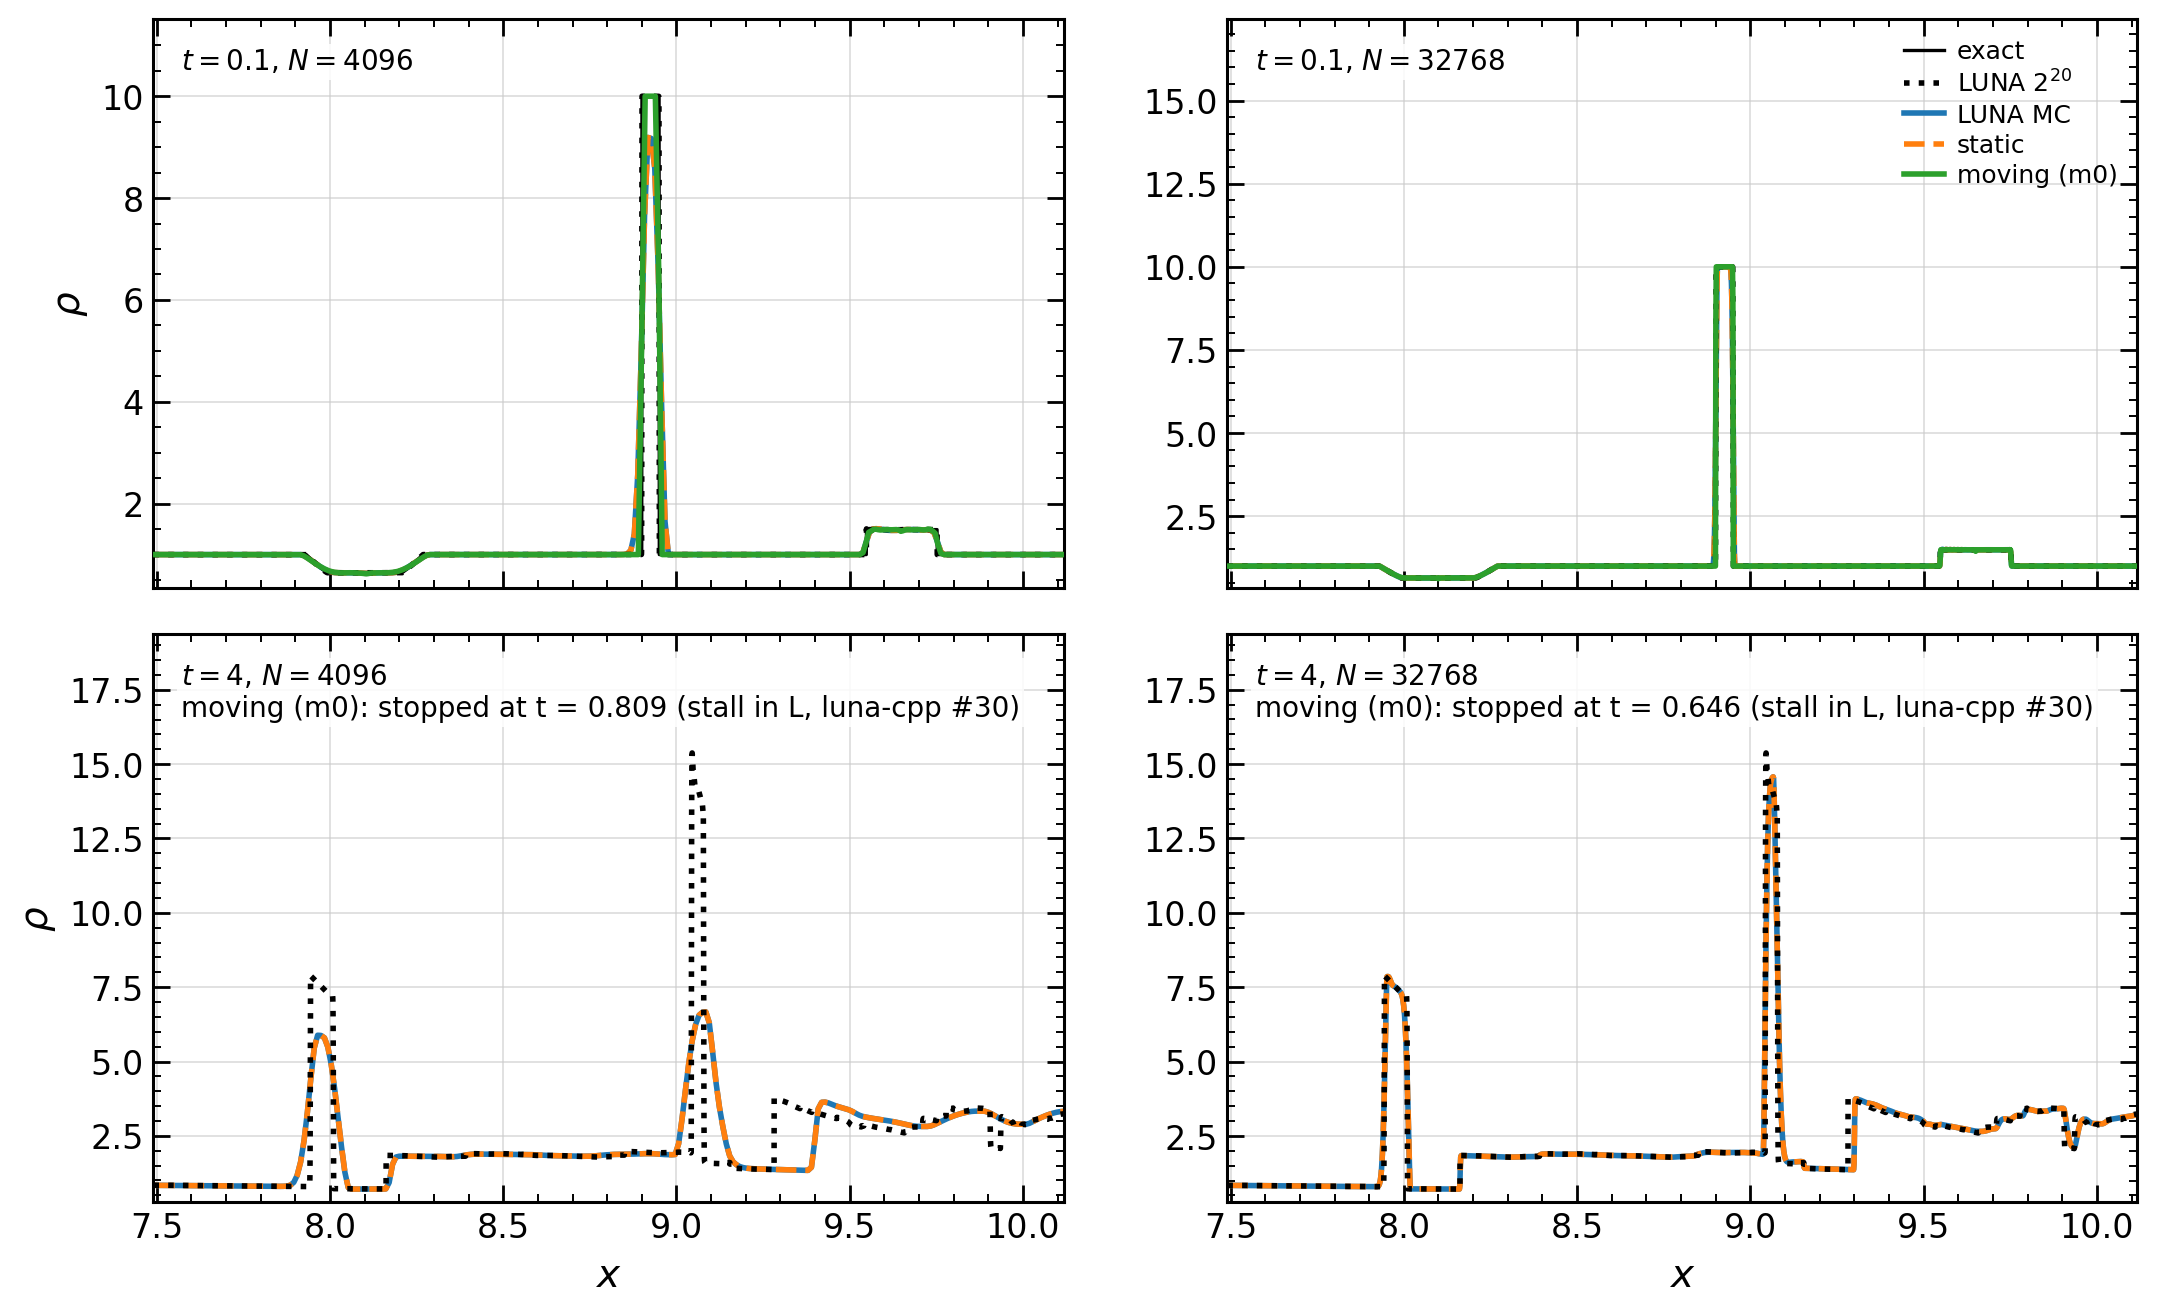 t = 0.1, N = 4096
10
8
6
4
2
ρ
t = 0.1, N = 32768
exact
LUNA 2^20
LUNA MC
static
moving (m0)
15.0
12.5
10.0
7.5
5.0
2.5
t = 4, N = 4096
moving (m0): stopped at t = 0.809 (stall in L, luna-cpp #30)
17.5
15.0
12.5
10.0
7.5
5.0
2.5
ρ
7.5 8.0 8.5 9.0 9.5 10.0
x
t = 4, N = 32768
moving (m0): stopped at t = 0.646 (stall in L, luna-cpp #30)
17.5
15.0
12.5
10.0
7.5
5.0
2.5
7.5 8.0 8.5 9.0 9.5 10.0
x